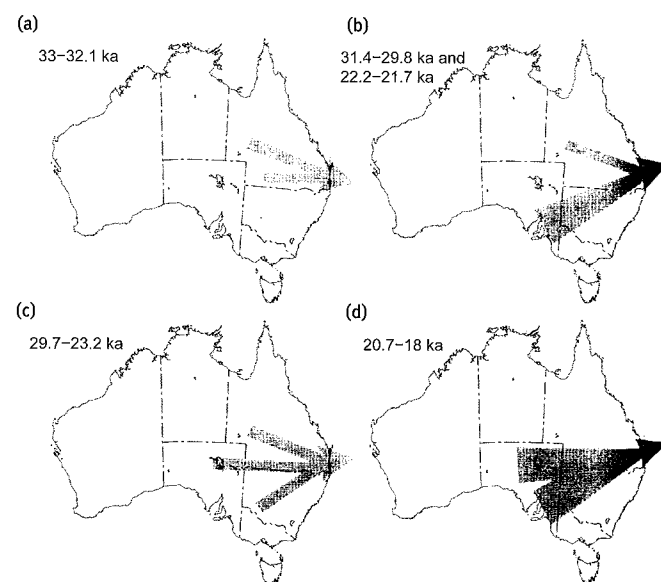 (a)
33–32.1 ka
(b)
31.4–29.8 ka and
22.2–21.7 ka
(c)
29.7–23.2 ka
(d)
20.7–18 ka